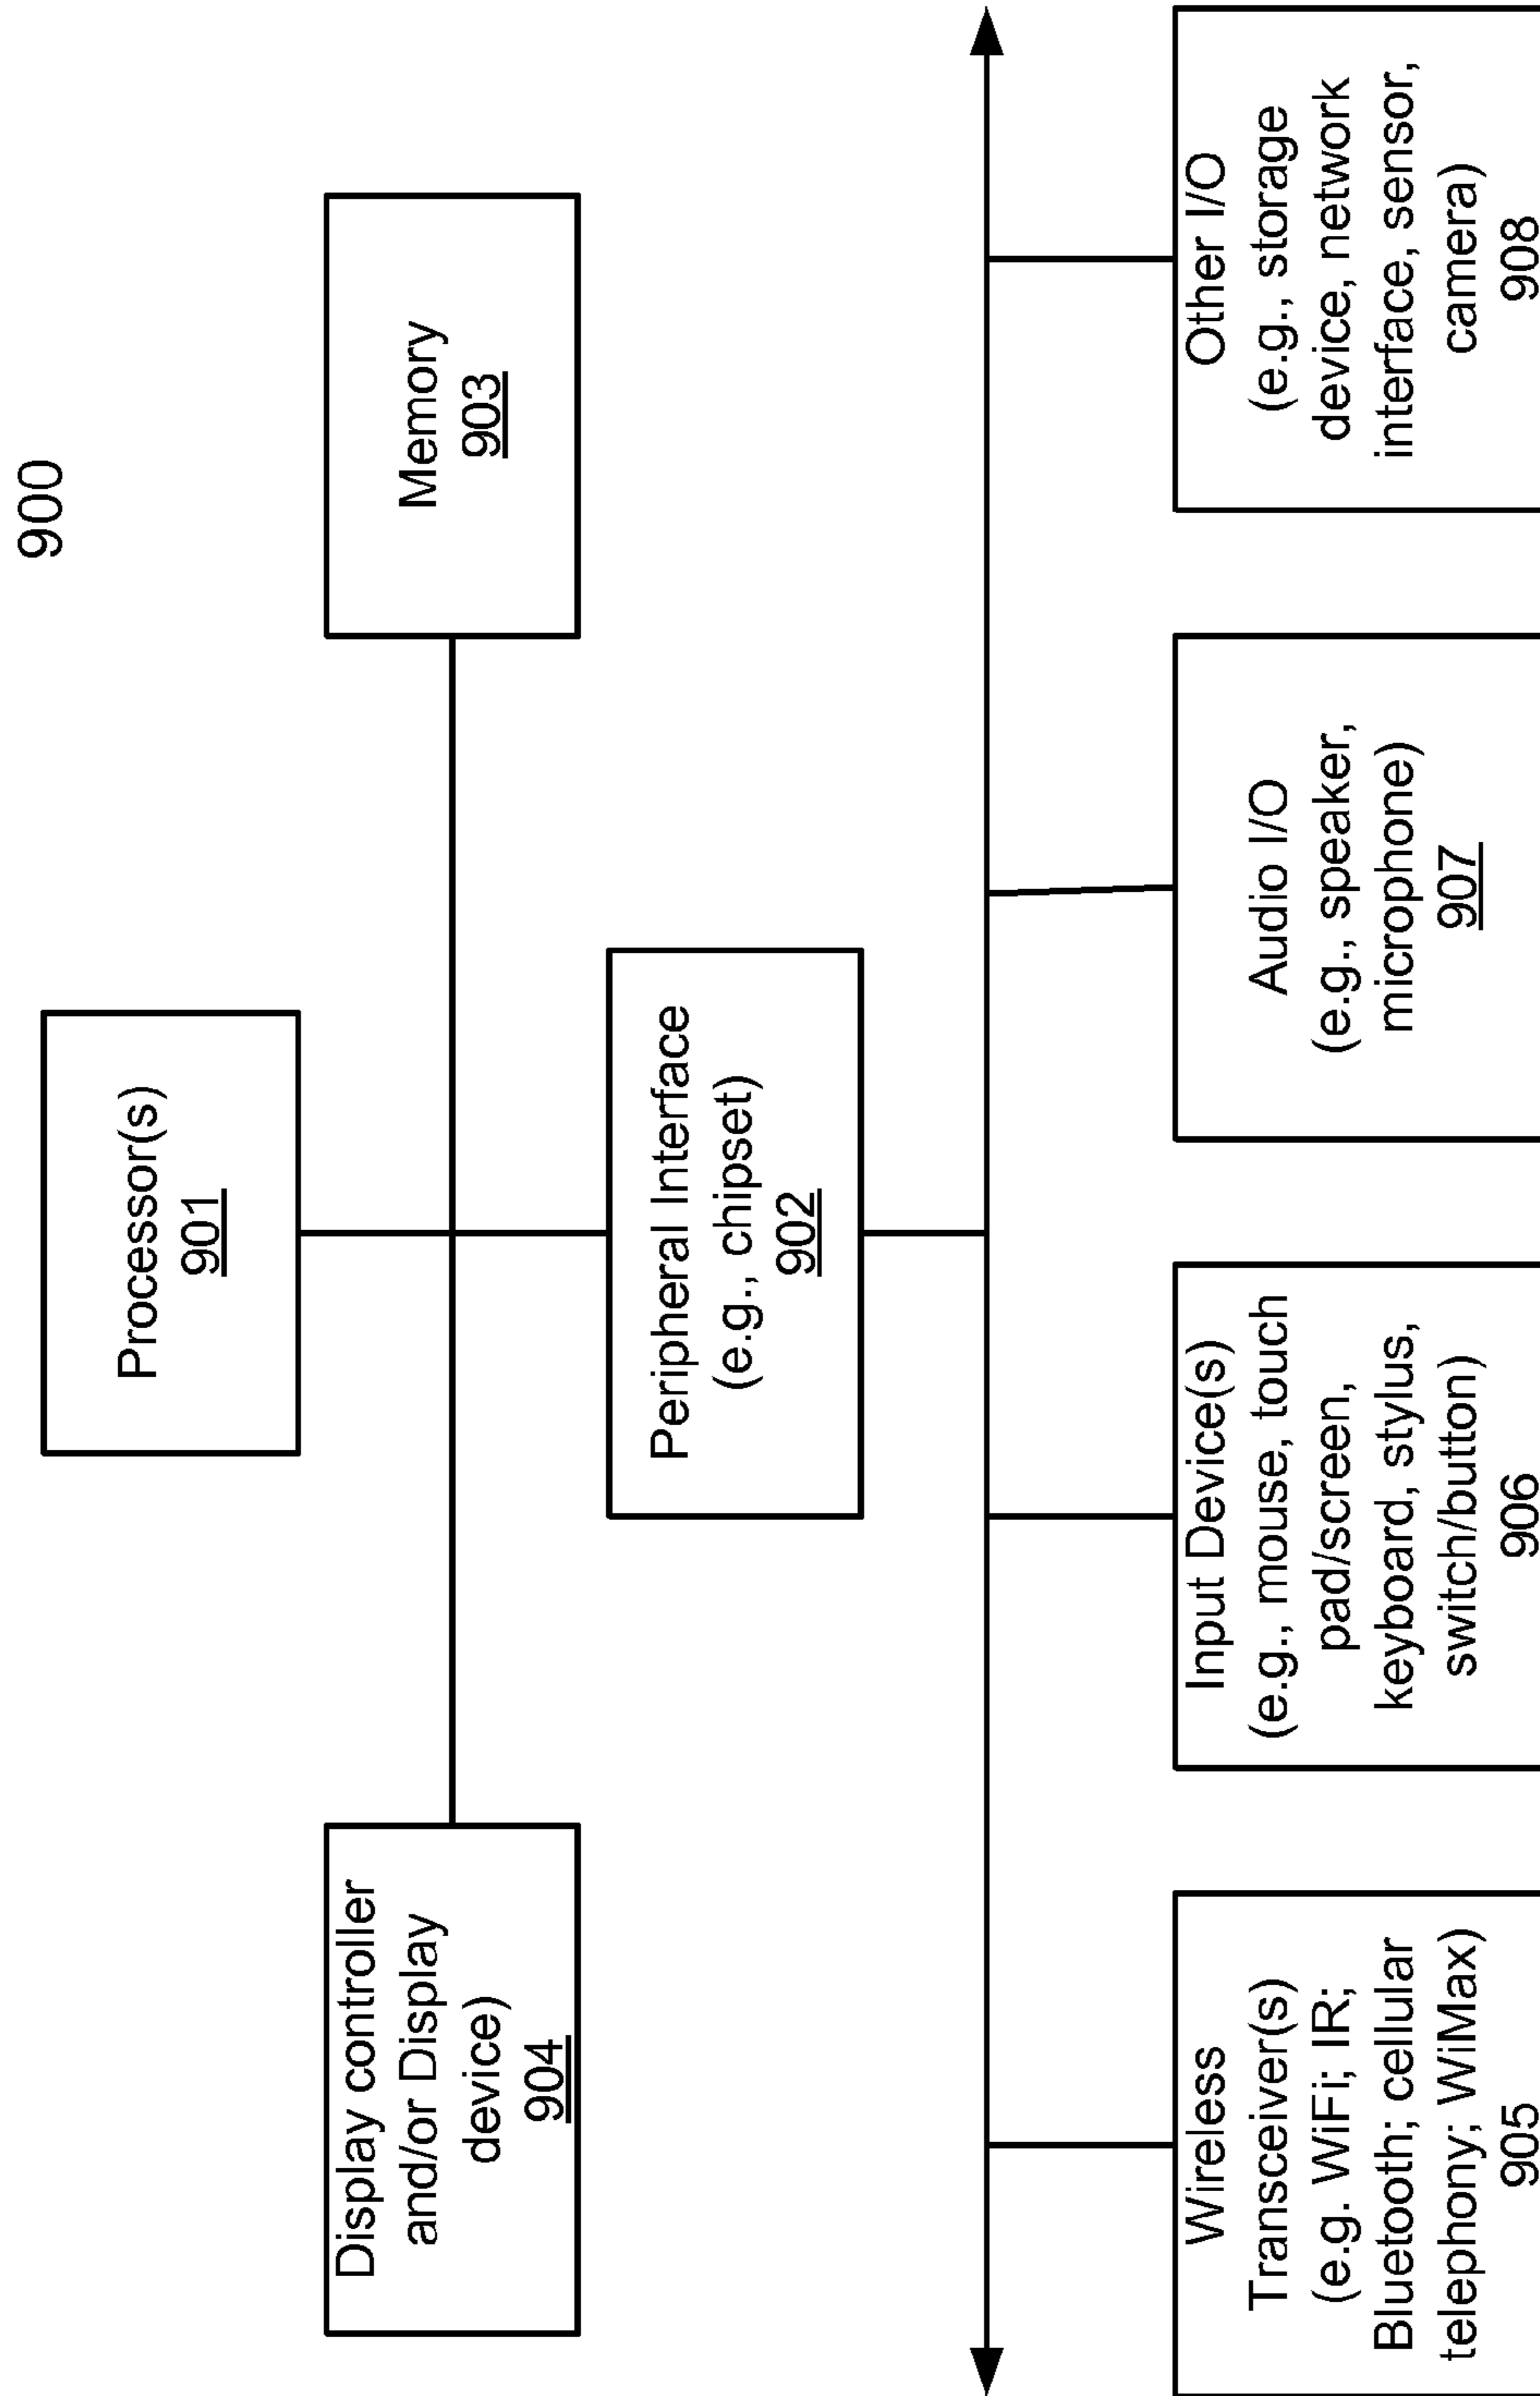 900
Processor(s)
901
Display controller
and/or Display
device)
904
Memory
903
Peripheral Interface
(e.g., chipset)
902
Wireless
Transceiver(s)
(e.g. WiFi; IR;
Bluetooth; cellular
telephony; WiMax)
905
Input Device(s)
(e.g., mouse, touch
pad/screen,
keyboard, stylus,
switch/button)
906
Audio I/O
(e.g., speaker,
microphone)
907
Other I/O
(e.g., storage
device, network
interface, sensor,
camera)
908